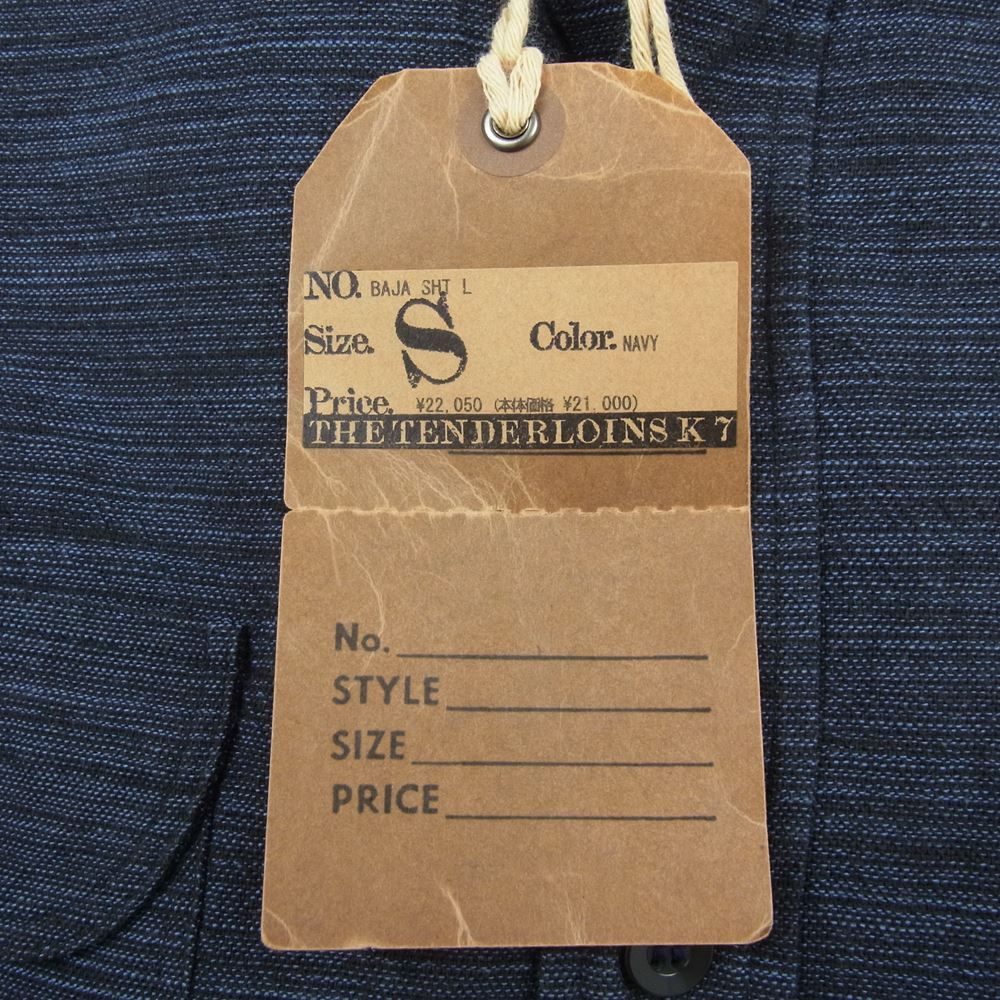 NO. BAJA SHT L
Size. S Color. NAVY
Price. ¥22,050 (本体価格 ¥21,000)
THE TENDERLOINS K 7
No.
STYLE
SIZE
PRICE